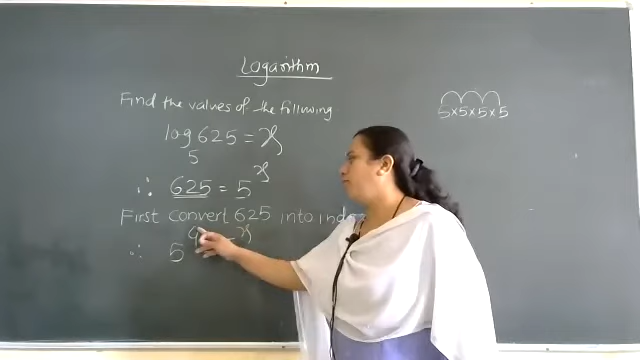 Logarithm
Find the values of the following
log 625 = x
5
∴ 625 = 5^x
First convert 625 into
∴ 5
5×5×5×5